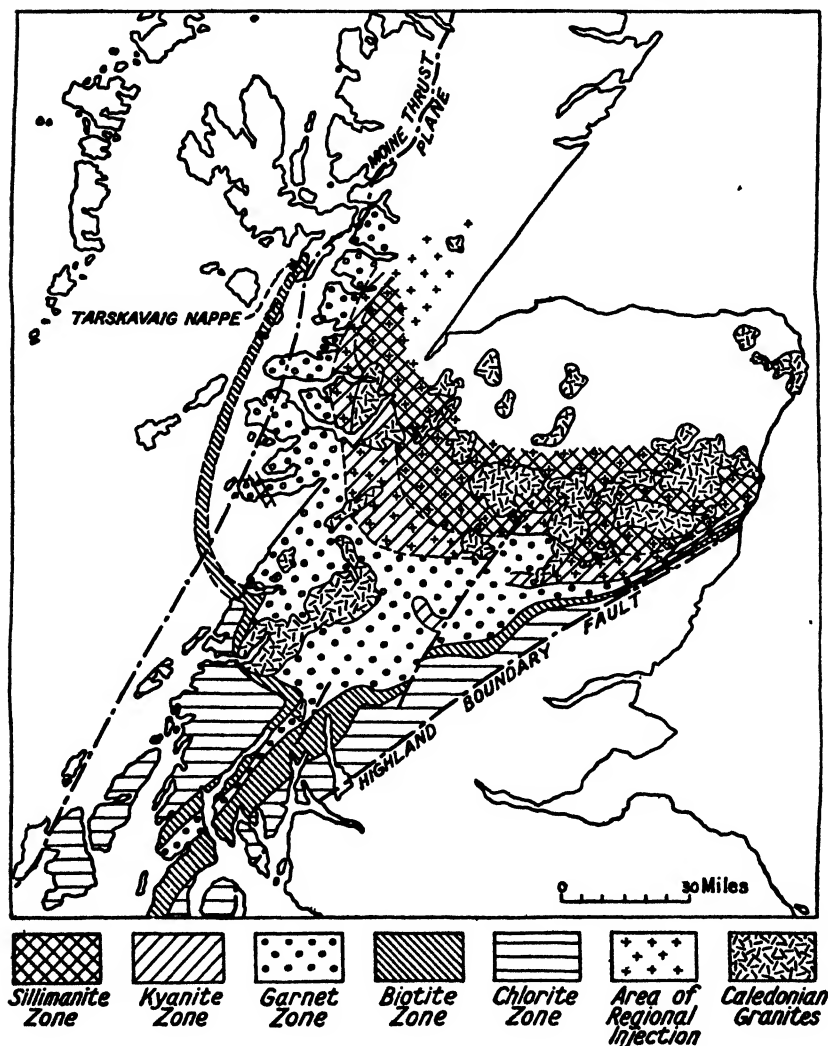 MOINE THRUST
PLANE
TARSKAVAIG NAPPE
HIGHLAND BOUNDARY FAULT
0 30 Miles
Sillimanite
Zone
Kyanite
Zone
Garnet
Zone
Biotite
Zone
Chlorite
Zone
Area of
Regional
Injection
Caledonian
Granites